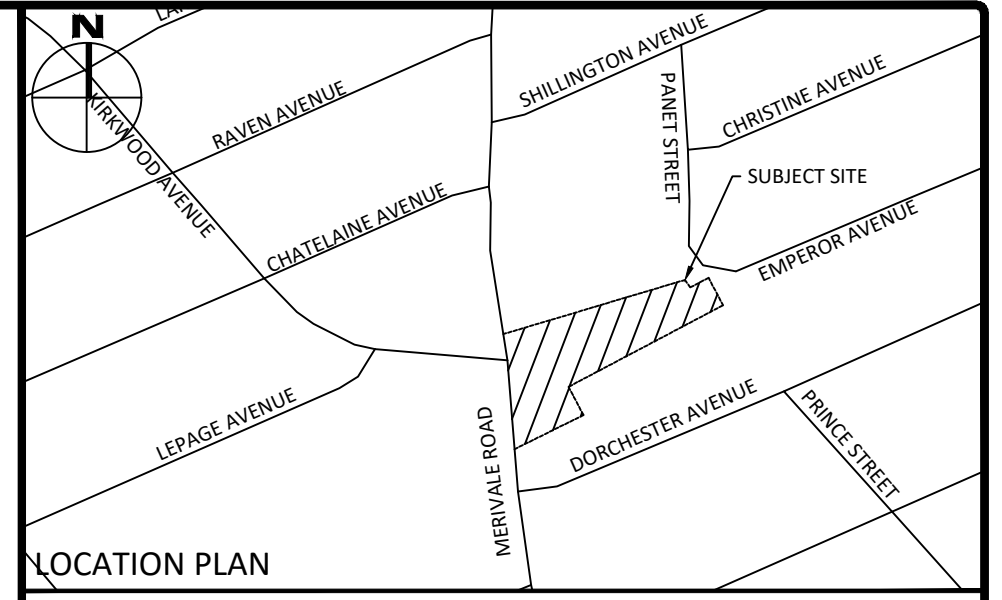 N
RAVEN AVENUE
SHILLINGTON AVENUE
PANET STREET
CHRISTINE AVENUE
KIRKWOOD AVENUE
SUBJECT SITE
CHATELAINE AVENUE
EMPEROR AVENUE
LEPAGE AVENUE
MERIVALE ROAD
DORCHESTER AVENUE
PRINCE STREET
LOCATION PLAN